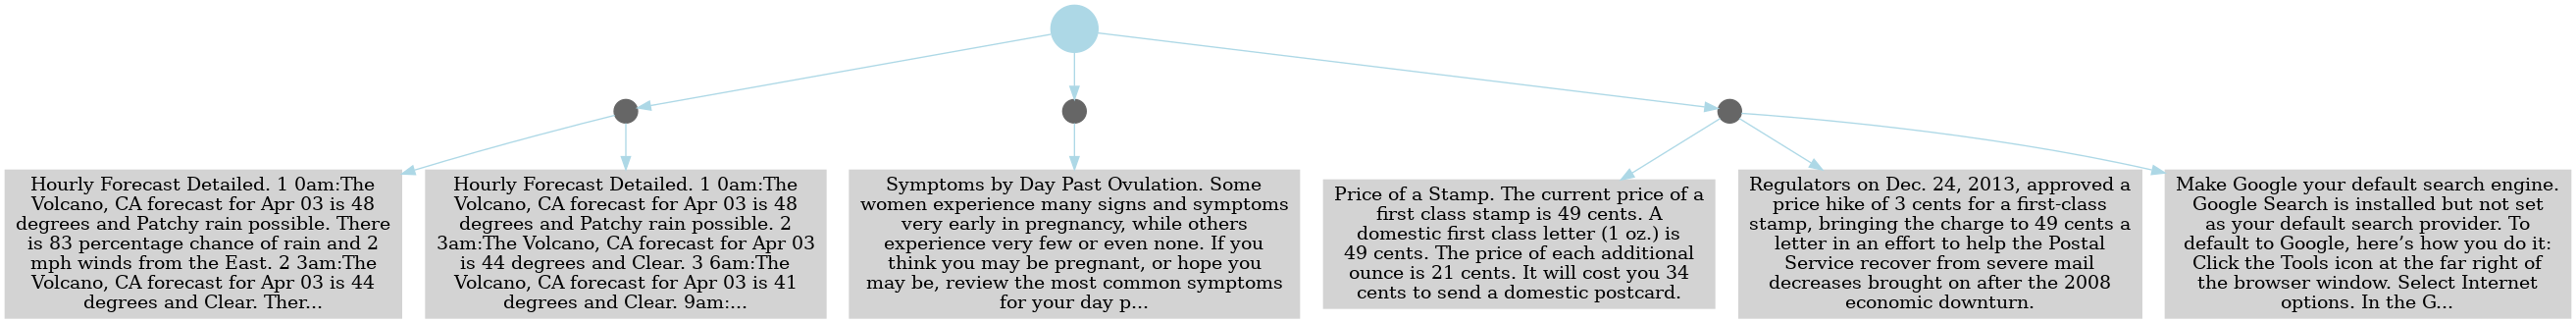 Hourly Forecast Detailed. 1 0am:The
Volcano, CA forecast for Apr 03 is 48
degrees and Patchy rain possible. There
is 83 percentage chance of rain and 2
mph winds from the East. 2 3am:The
Volcano, CA forecast for Apr 03 is 44
degrees and Clear. Ther...
Hourly Forecast Detailed. 1 0am:The
Volcano, CA forecast for Apr 03 is 48
degrees and Patchy rain possible. 2
3am:The Volcano, CA forecast for Apr 03
is 44 degrees and Clear. 3 6am:The
Volcano, CA forecast for Apr 03 is 41
degrees and Clear. 9am:...
Symptoms by Day Past Ovulation. Some
women experience many signs and symptoms
very early in pregnancy, while others
experience very few or even none. If you
think you may be pregnant, or hope you
may be, review the most common symptoms
for your day p...
Price of a Stamp. The current price of a
first class stamp is 49 cents. A
domestic first class letter (1 oz.) is
49 cents. The price of each additional
ounce is 21 cents. It will cost you 34
cents to send a domestic postcard.
Regulators on Dec. 24, 2013, approved a
price hike of 3 cents for a first-class
stamp, bringing the charge to 49 cents a
letter in an effort to help the Postal
Service recover from severe mail
decreases brought on after the 2008
economic downturn.
Make Google your default search engine.
Google Search is installed but not set
as your default search provider. To
default to Google, here’s how you do it:
Click the Tools icon at the far right of
the browser window. Select Internet
options. In the G...